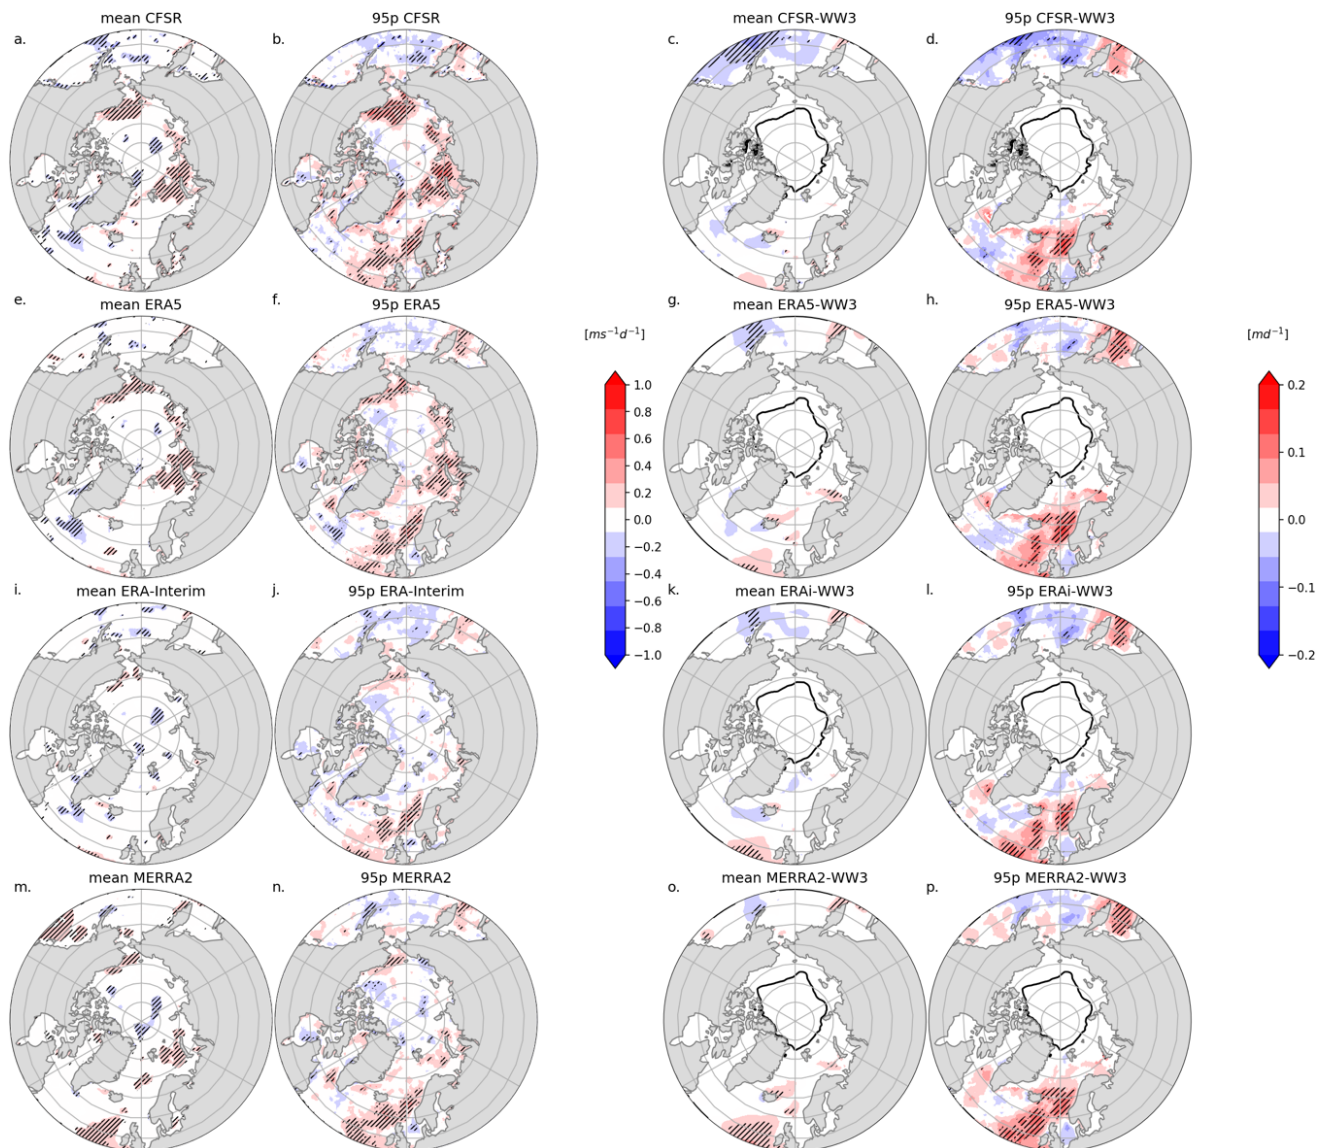 mean CFSR 95p CFSR mean CFSR-WW3 95p CFSR-WW3
a. b. c. d.
mean ERA5 95p ERA5 mean ERA5-WW3 95p ERA5-WW3
e. f. g. h.
[ms⁻¹d⁻¹] [md⁻¹]
1.0 0.2
0.8
0.6
0.4 0.1
0.2
0.0 0.0
−0.2
−0.4
−0.6 −0.1
−0.8
−1.0 −0.2
mean ERA-Interim 95p ERA-Interim mean ERAi-WW3 95p ERAi-WW3
i. j. k. l.
mean MERRA2 95p MERRA2 mean MERRA2-WW3 95p MERRA2-WW3
m. n. o. p.